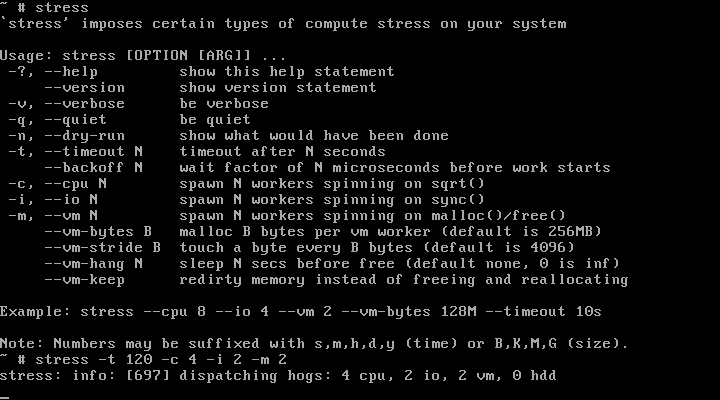 ~ # stress
`stress' imposes certain types of compute stress on your system

Usage: stress [OPTION [ARG]] ...
 -?, --help         show this help statement
     --version      show version statement
 -v, --verbose      be verbose
 -q, --quiet        be quiet
 -n, --dry-run      show what would have been done
 -t, --timeout N    timeout after N seconds
     --backoff N    wait factor of N microseconds before work starts
 -c, --cpu N        spawn N workers spinning on sqrt()
 -i, --io N         spawn N workers spinning on sync()
 -m, --vm N         spawn N workers spinning on malloc()/free()
     --vm-bytes B   malloc B bytes per vm worker (default is 256MB)
     --vm-stride B  touch a byte every B bytes (default is 4096)
     --vm-hang N    sleep N secs before free (default none, 0 is inf)
     --vm-keep      redirty memory instead of freeing and reallocating

Example: stress --cpu 8 --io 4 --vm 2 --vm-bytes 128M --timeout 10s

Note: Numbers may be suffixed with s,m,h,d,y (time) or B,K,M,G (size).
~ # stress -t 120 -c 4 -i 2 -m 2
stress: info: [697] dispatching hogs: 4 cpu, 2 io, 2 vm, 0 hdd